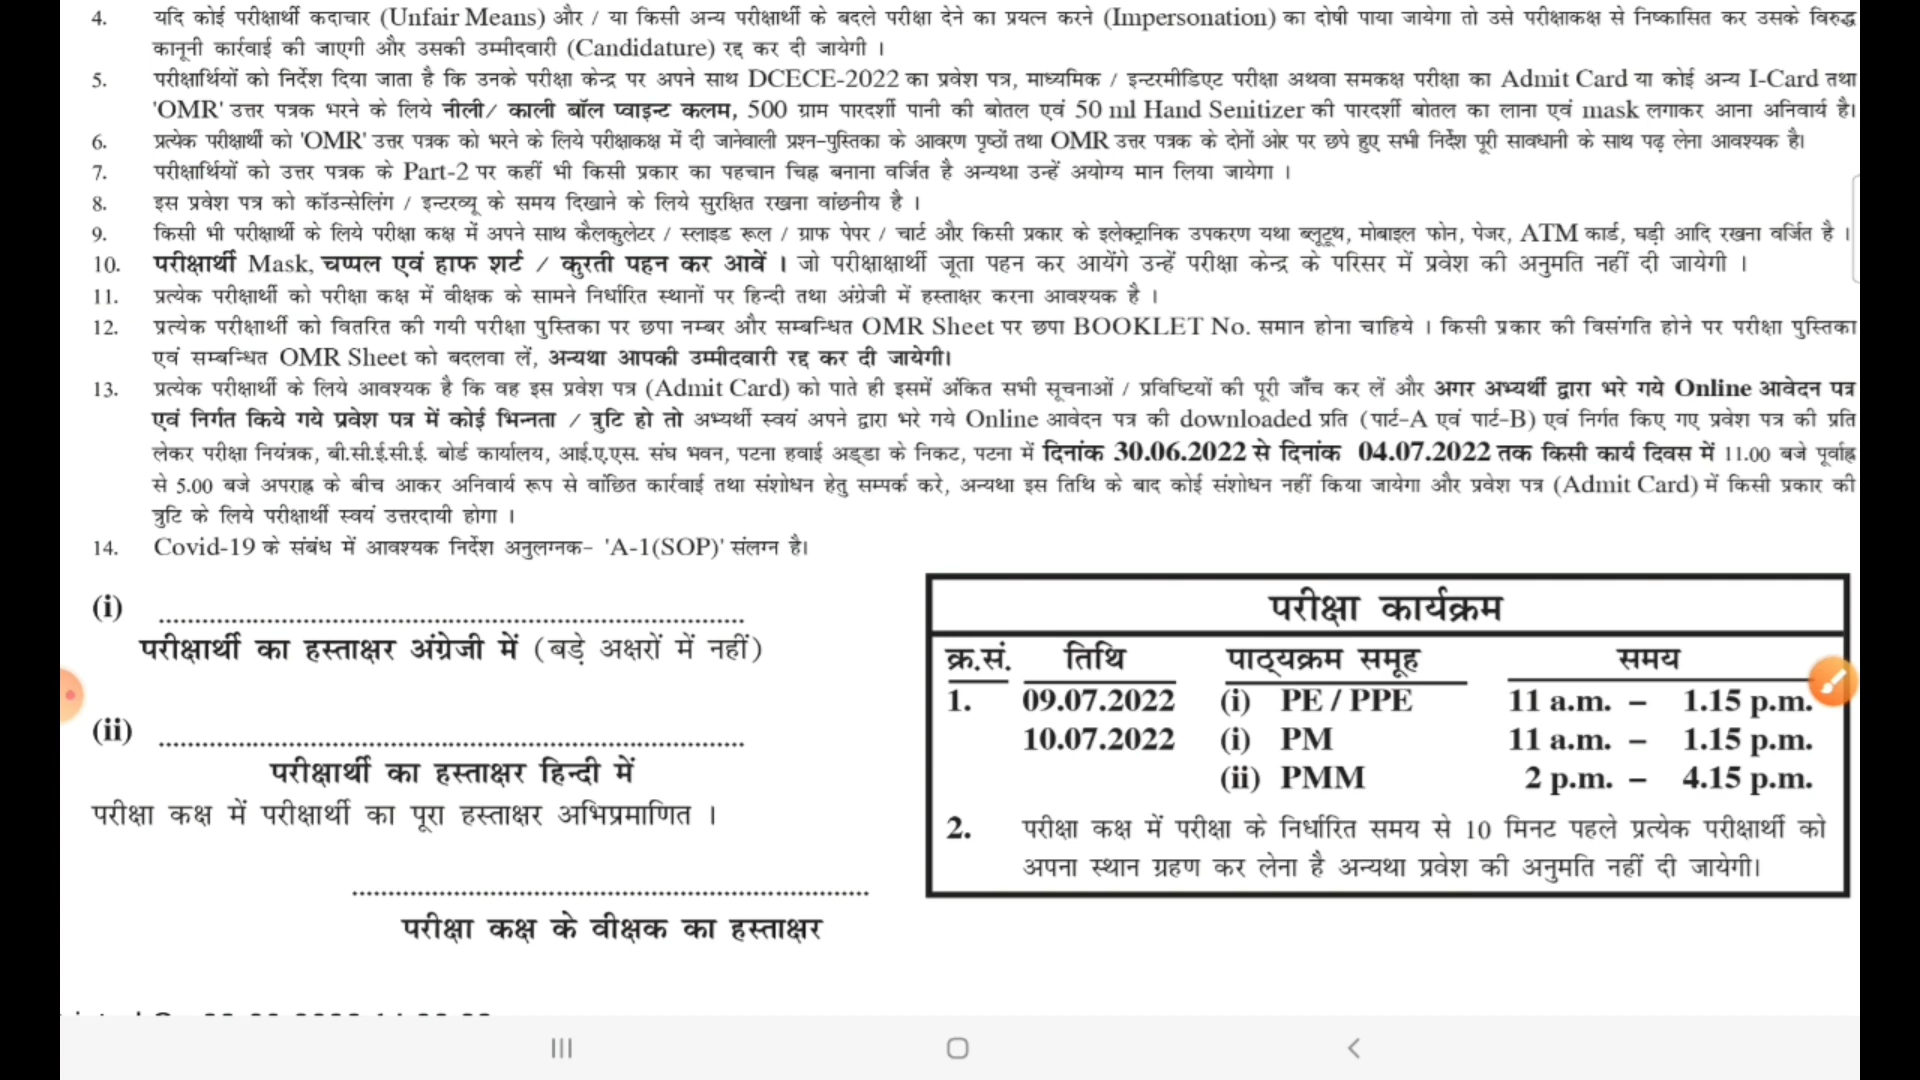 4. यदि कोई परीक्षार्थी कदाचार (Unfair Means) और / या किसी अन्य परीक्षार्थी के बदले परीक्षा देने का प्रयत्न करने (Impersonation) का दोषी पाया जायेगा तो उसे परीक्षाकक्ष से निष्कासित कर उसके विरुद्ध
कानूनी कार्रवाई की जाएगी और उसकी उम्मीदवारी (Candidature) रद्द कर दी जायेगी ।
5. परीक्षार्थियों को निर्देश दिया जाता है कि उनके परीक्षा केन्द्र पर अपने साथ DCECE-2022 का प्रवेश पत्र, माध्यमिक / इन्टरमीडिएट परीक्षा अथवा समकक्ष परीक्षा का Admit Card या कोई अन्य I-Card तथा
'OMR' उत्तर पत्रक भरने के लिये नीली/ काली बॉल प्वाइन्ट कलम, 500 ग्राम पारदर्शी पानी की बोतल एवं 50 ml Hand Senitizer की पारदर्शी बोतल का लाना एवं mask लगाकर आना अनिवार्य है।
6. प्रत्येक परीक्षार्थी को 'OMR' उत्तर पत्रक को भरने के लिये परीक्षाकक्ष में दी जानेवाली प्रश्न-पुस्तिका के आवरण पृष्ठों तथा OMR उत्तर पत्रक के दोनों ओर पर छपे हुए सभी निर्देश पूरी सावधानी के साथ पढ़ लेना आवश्यक है।
7. परीक्षार्थियों को उत्तर पत्रक के Part-2 पर कहीं भी किसी प्रकार का पहचान चिह्न बनाना वर्जित है अन्यथा उन्हें अयोग्य मान लिया जायेगा ।
8. इस प्रवेश पत्र को कॉउन्सेलिंग / इन्टरव्यू के समय दिखाने के लिये सुरक्षित रखना वांछनीय है ।
9. किसी भी परीक्षार्थी के लिये परीक्षा कक्ष में अपने साथ कैलकुलेटर / स्लाइड रूल / ग्राफ पेपर / चार्ट और किसी प्रकार के इलेक्ट्रानिक उपकरण यथा ब्लूटूथ, मोबाइल फोन, पेजर, ATM कार्ड, घड़ी आदि रखना वर्जित है ।
10. परीक्षार्थी Mask, चप्पल एवं हाफ शर्ट / कुरती पहन कर आवें । जो परीक्षाक्षार्थी जूता पहन कर आयेंगे उन्हें परीक्षा केन्द्र के परिसर में प्रवेश की अनुमति नहीं दी जायेगी ।
11. प्रत्येक परीक्षार्थी को परीक्षा कक्ष में वीक्षक के सामने निर्धारित स्थानों पर हिन्दी तथा अंग्रेजी में हस्ताक्षर करना आवश्यक है ।
12. प्रत्येक परीक्षार्थी को वितरित की गयी परीक्षा पुस्तिका पर छपा नम्बर और सम्बन्धित OMR Sheet पर छपा BOOKLET No. समान होना चाहिये । किसी प्रकार की विसंगति होने पर परीक्षा पुस्तिका
एवं सम्बन्धित OMR Sheet को बदलवा लें, अन्यथा आपकी उम्मीदवारी रद्द कर दी जायेगी।
13. प्रत्येक परीक्षार्थी के लिये आवश्यक है कि वह इस प्रवेश पत्र (Admit Card) को पाते ही इसमें अंकित सभी सूचनाओं / प्रविष्टियों की पूरी जाँच कर लें और अगर अभ्यर्थी द्वारा भरे गये Online आवेदन पत्र
एवं निर्गत किये गये प्रवेश पत्र में कोई भिन्नता / त्रुटि हो तो अभ्यर्थी स्वयं अपने द्वारा भरे गये Online आवेदन पत्र की downloaded प्रति (पार्ट-A एवं पार्ट-B) एवं निर्गत किए गए प्रवेश पत्र की प्रति
लेकर परीक्षा नियंत्रक, बी.सी.ई.सी.ई. बोर्ड कार्यालय, आई.ए.एस. संघ भवन, पटना हवाई अड्डा के निकट, पटना में दिनांक 30.06.2022 से दिनांक 04.07.2022 तक किसी कार्य दिवस में 11.00 बजे पूर्वाह्न
से 5.00 बजे अपराह्न के बीच आकर अनिवार्य रूप से वांछित कार्रवाई तथा संशोधन हेतु सम्पर्क करे, अन्यथा इस तिथि के बाद कोई संशोधन नहीं किया जायेगा और प्रवेश पत्र (Admit Card) में किसी प्रकार की
त्रुटि के लिये परीक्षार्थी स्वयं उत्तरदायी होगा ।
14. Covid-19 के संबंध में आवश्यक निर्देश अनुलग्नक- 'A-1(SOP)' संलग्न है।
(i) ................................................................
परीक्षार्थी का हस्ताक्षर अंग्रेजी में (बड़े अक्षरों में नहीं)
(ii) ................................................................
परीक्षार्थी का हस्ताक्षर हिन्दी में
परीक्षा कक्ष में परीक्षार्थी का पूरा हस्ताक्षर अभिप्रमाणित ।
................................................................
परीक्षा कक्ष के वीक्षक का हस्ताक्षर
परीक्षा कार्यक्रम
क्र.सं. तिथि पाठ्यक्रम समूह समय
1. 09.07.2022 (i) PE / PPE 11 a.m. – 1.15 p.m.
10.07.2022 (i) PM 11 a.m. – 1.15 p.m.
(ii) PMM 2 p.m. – 4.15 p.m.
2. परीक्षा कक्ष में परीक्षा के निर्धारित समय से 10 मिनट पहले प्रत्येक परीक्षार्थी को
अपना स्थान ग्रहण कर लेना है अन्यथा प्रवेश की अनुमति नहीं दी जायेगी।